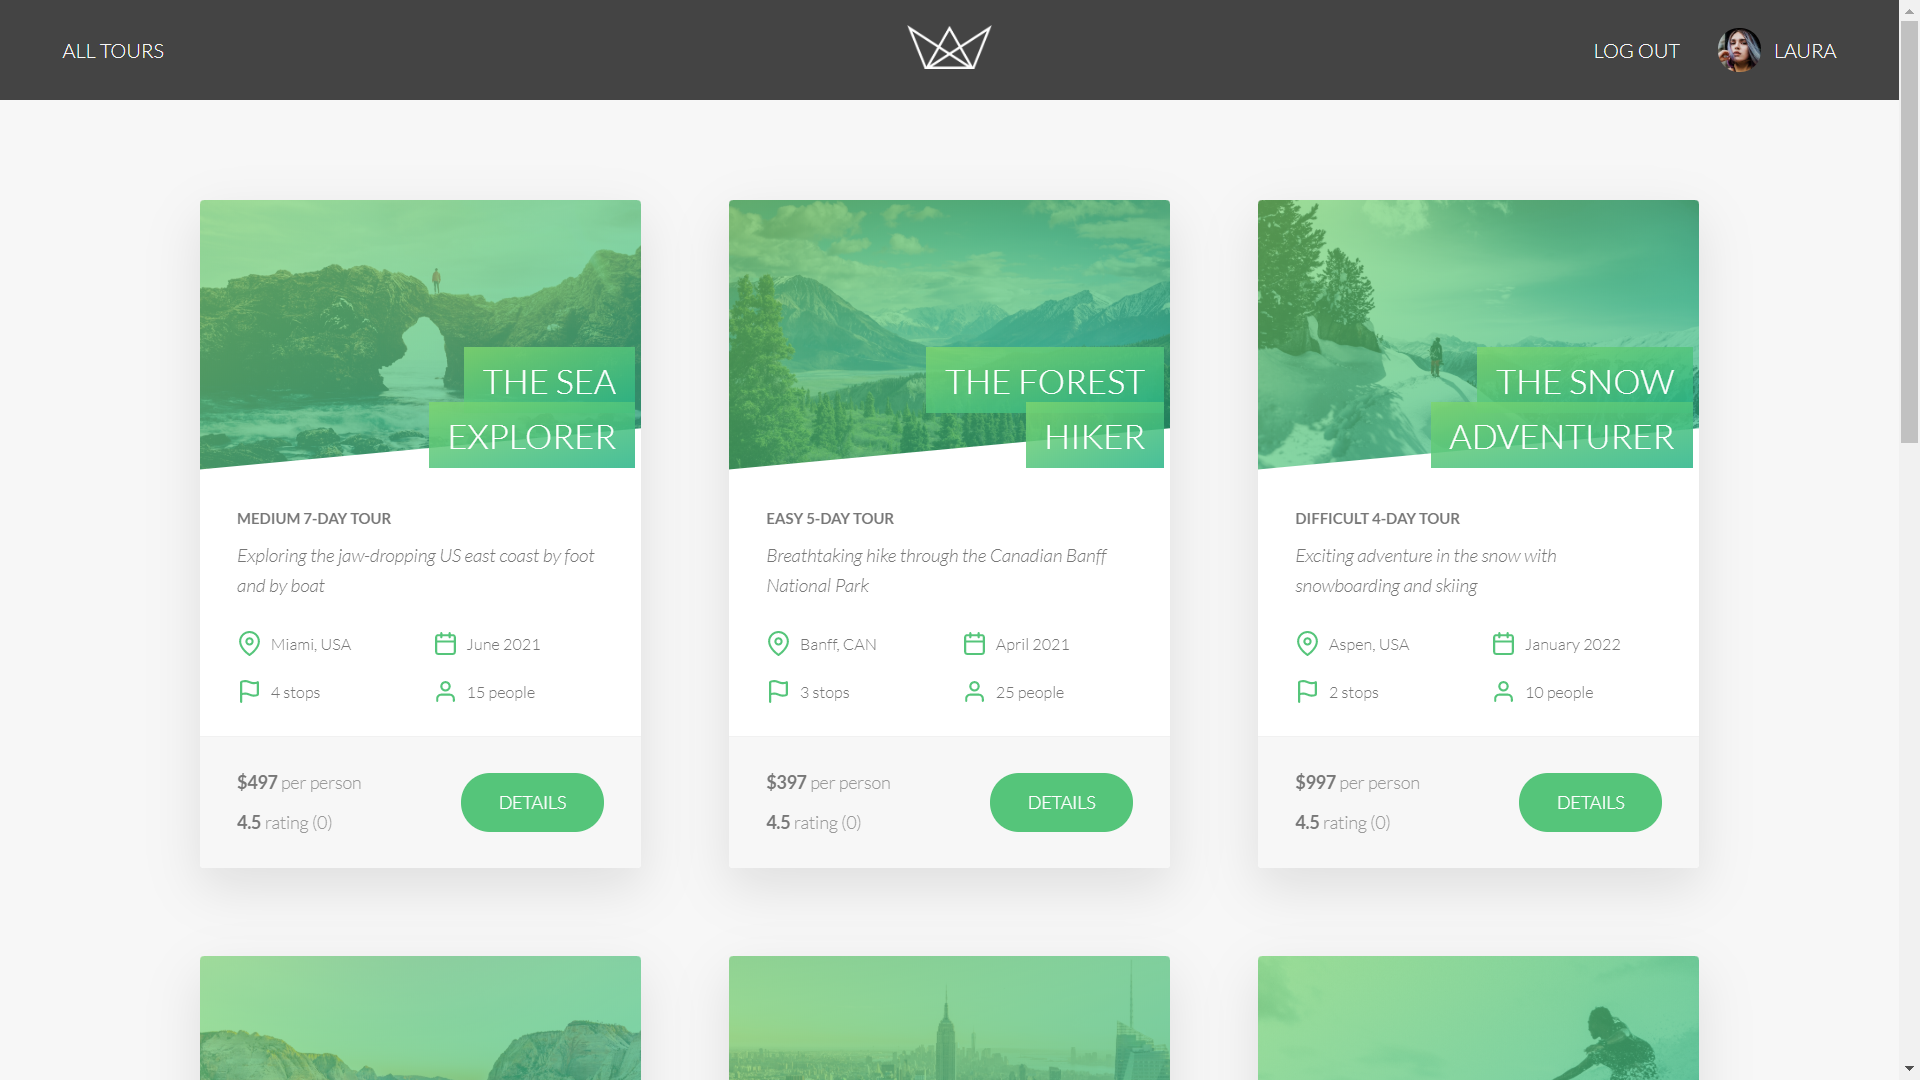 ALL TOURS
LOG OUT
LAURA
THE SEA
EXPLORER
MEDIUM 7-DAY TOUR
Exploring the jaw-dropping US east coast by foot
and by boat
Miami, USA
June 2021
4 stops
15 people
$497 per person
4.5 rating (0)
DETAILS
THE FOREST
HIKER
EASY 5-DAY TOUR
Breathtaking hike through the Canadian Banff
National Park
Banff, CAN
April 2021
3 stops
25 people
$397 per person
4.5 rating (0)
DETAILS
THE SNOW
ADVENTURER
DIFFICULT 4-DAY TOUR
Exciting adventure in the snow with
snowboarding and skiing
Aspen, USA
January 2022
2 stops
10 people
$997 per person
4.5 rating (0)
DETAILS